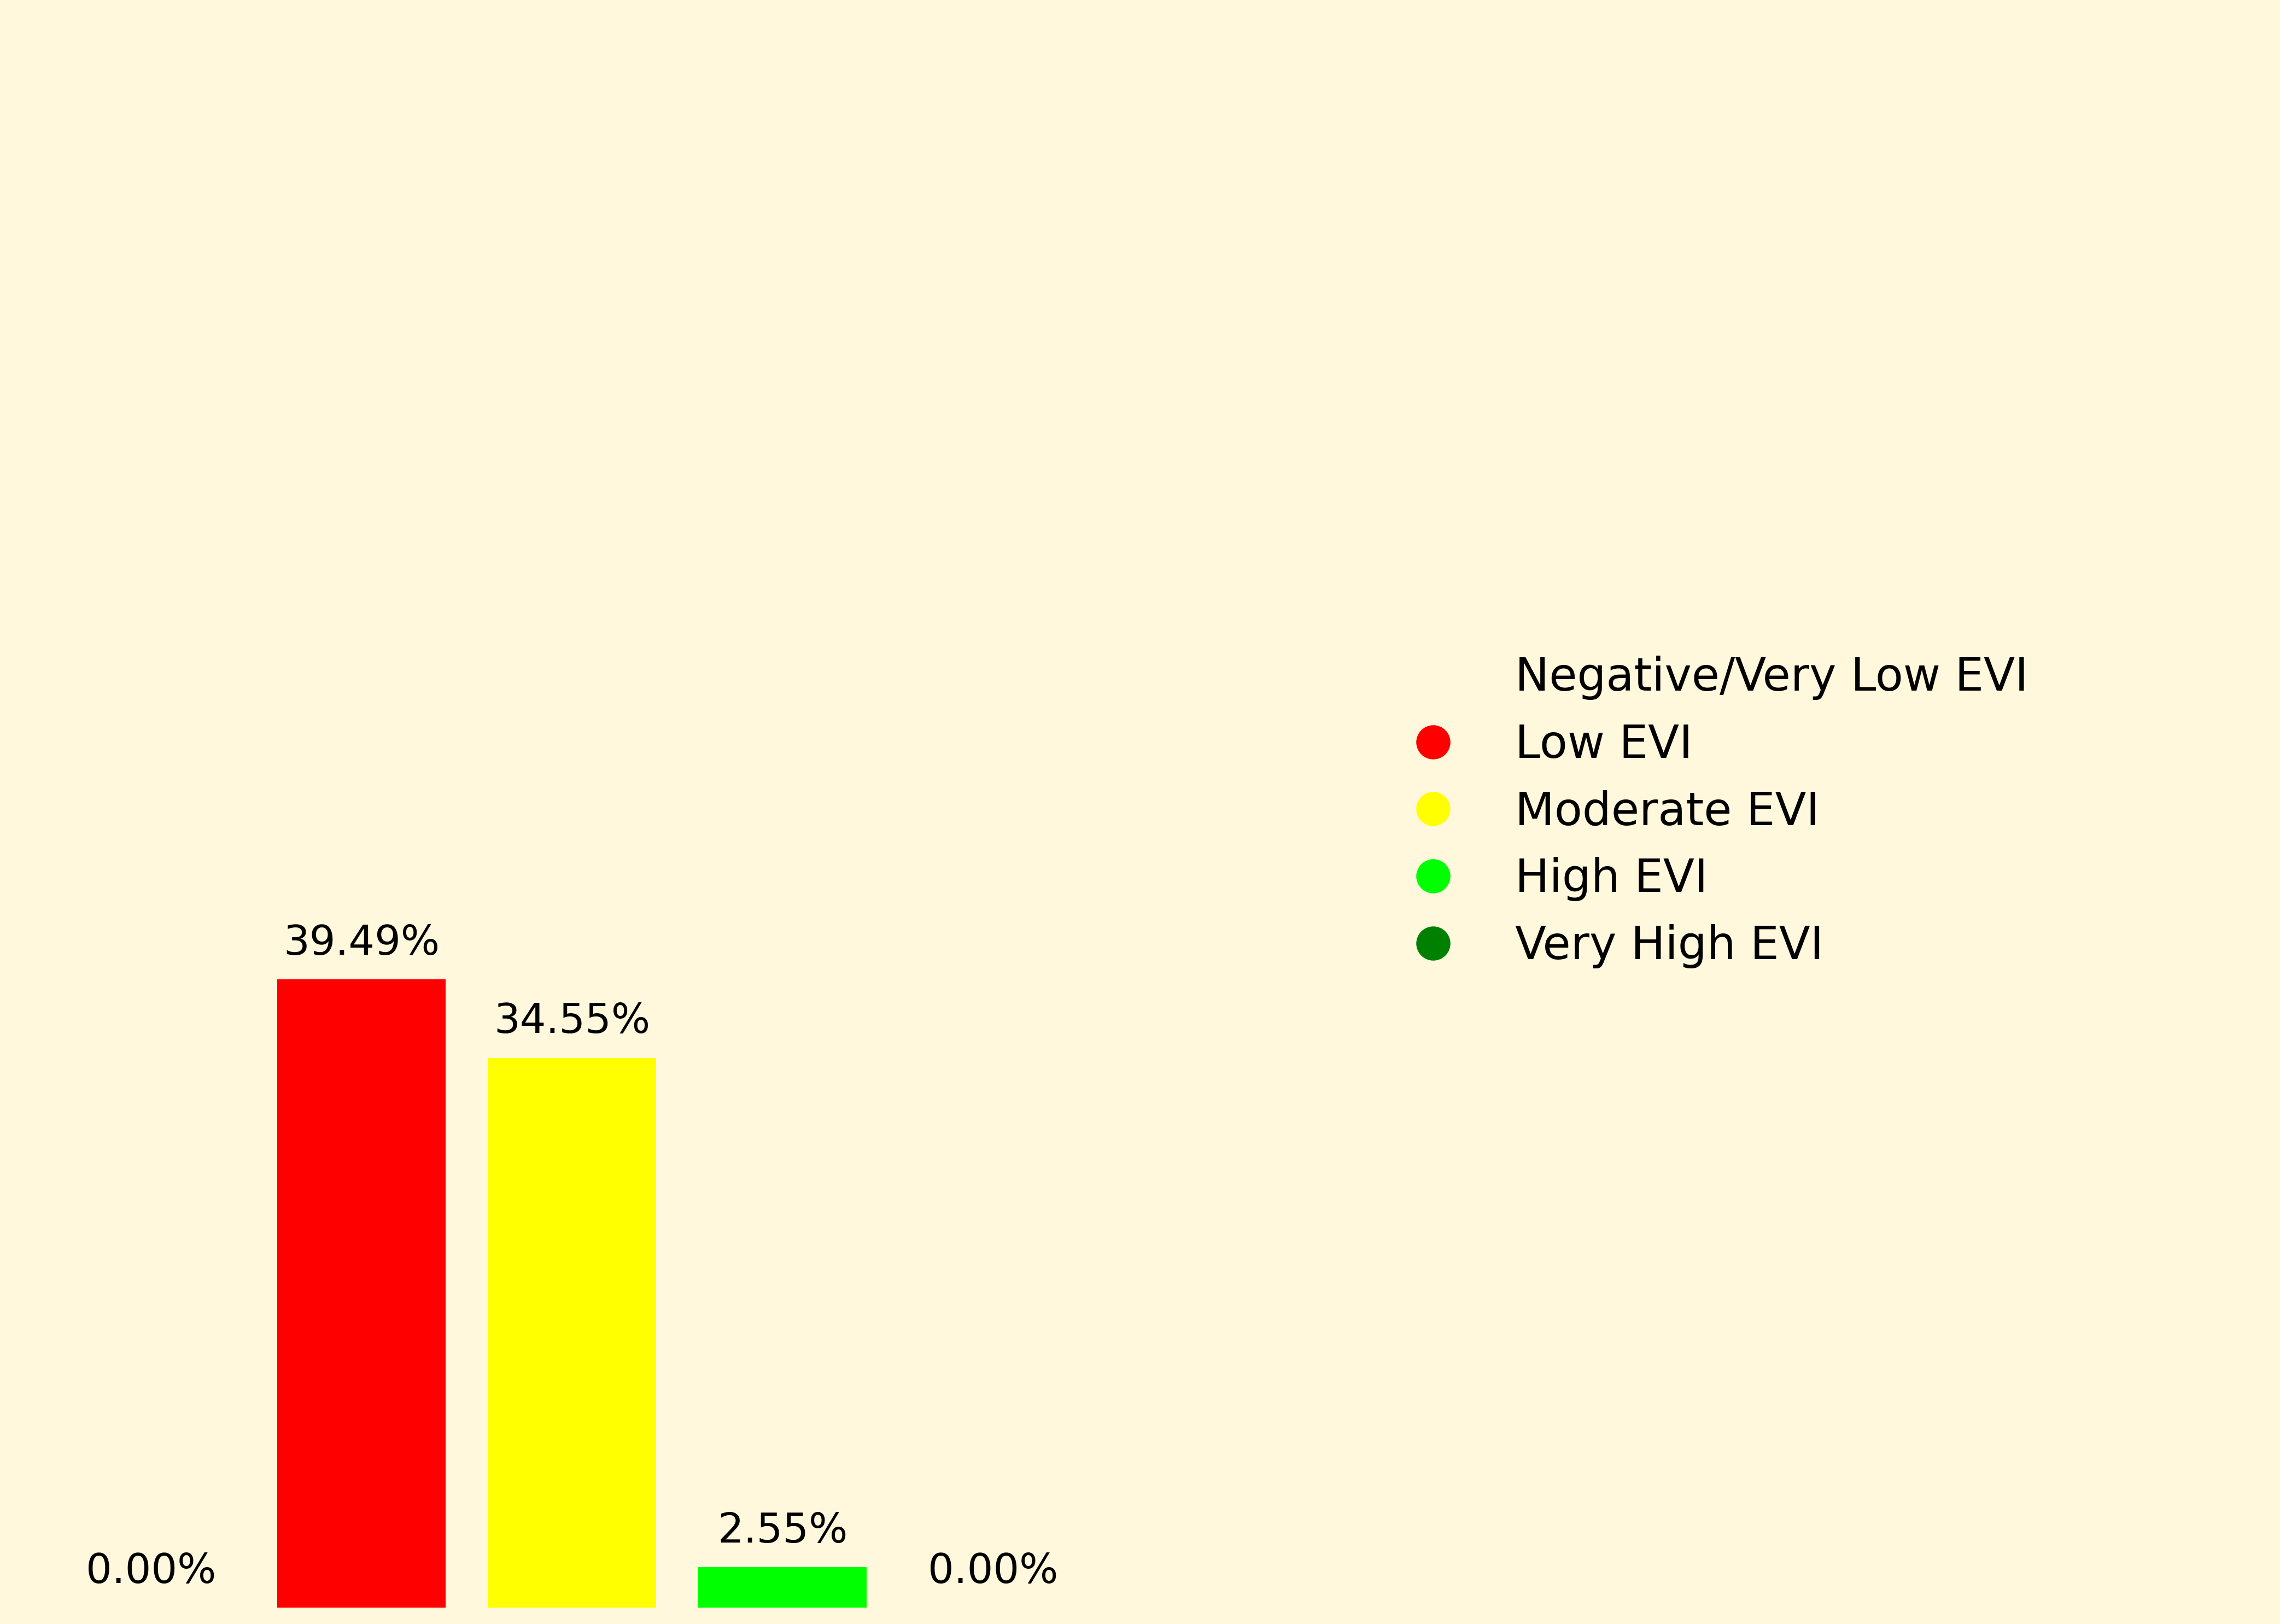 Negative/Very Low EVI
Low EVI
Moderate EVI
High EVI
Very High EVI
39.49%
34.55%
2.55%
0.00%
0.00%